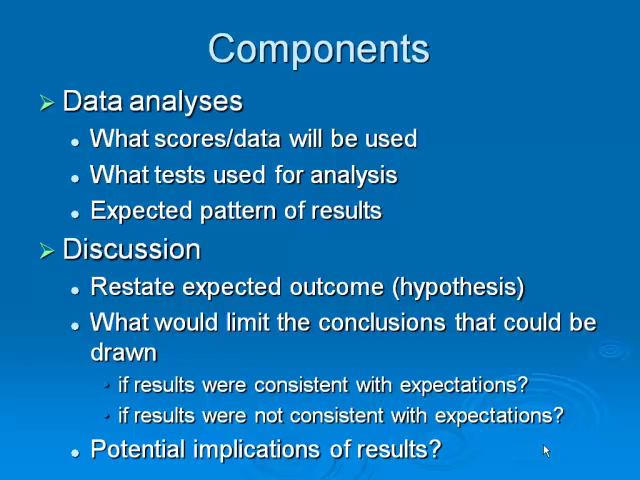 Components
Data analyses
What scores/data will be used
What tests used for analysis
Expected pattern of results
Discussion
Restate expected outcome (hypothesis)
What would limit the conclusions that could be
drawn
if results were consistent with expectations?
if results were not consistent with expectations?
Potential implications of results?